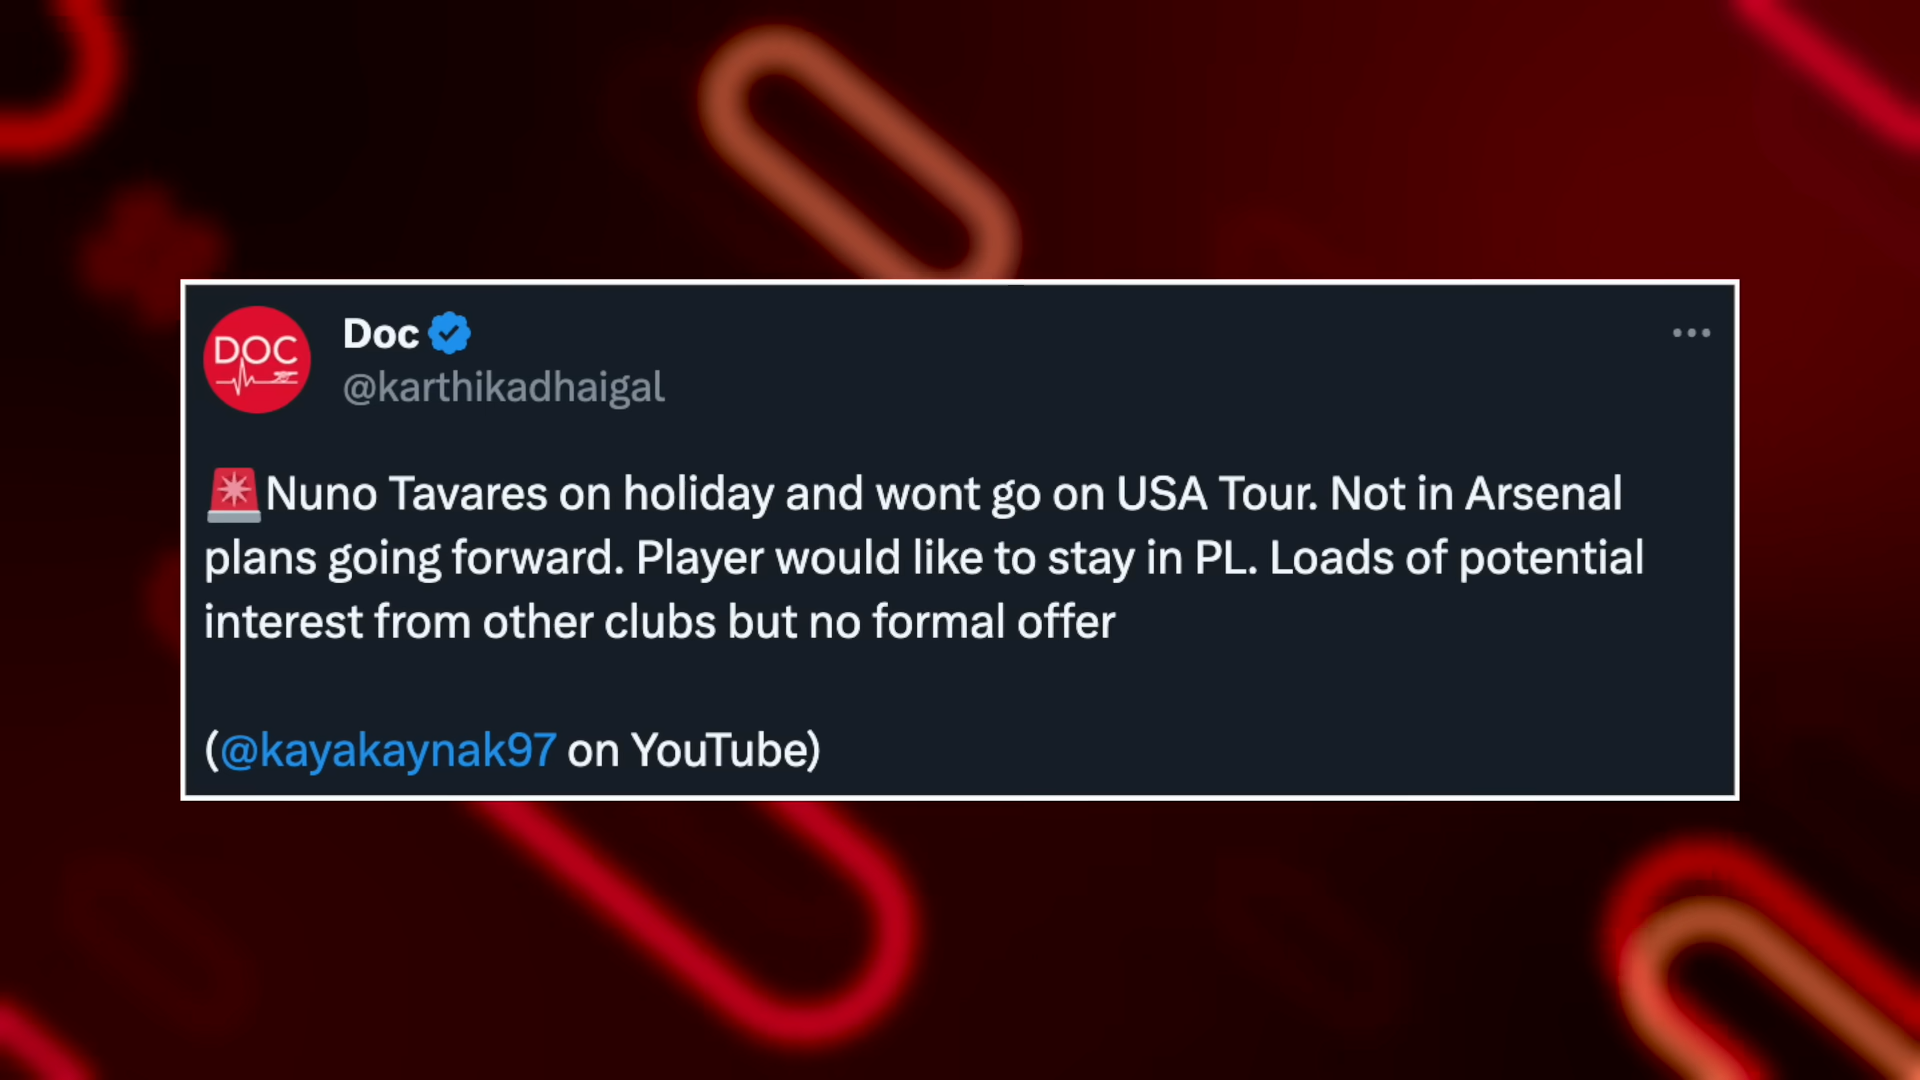 DOC
Doc
@karthikadhaigal
🚨Nuno Tavares on holiday and wont go on USA Tour. Not in Arsenal
plans going forward. Player would like to stay in PL. Loads of potential
interest from other clubs but no formal offer
(@kayakaynak97 on YouTube)